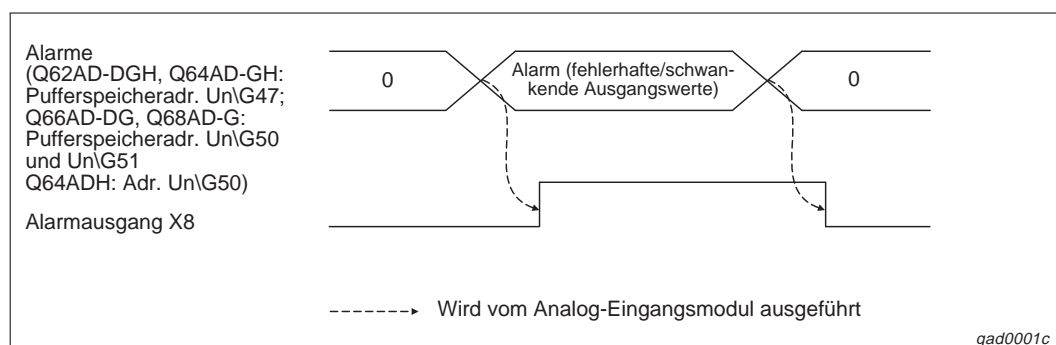 Alarme
(Q62AD-DGH, Q64AD-GH:
Pufferspeicheradr. Un\G47;
Q66AD-DG, Q68AD-G:
Pufferspeicheradr. Un\G50
und Un\G51
Q64ADH: Adr. Un\G50)
0
Alarm (fehlerhafte/schwan-
kende Ausgangswerte)
0
Alarmausgang X8
Wird vom Analog-Eingangsmodul ausgeführt
qad0001c